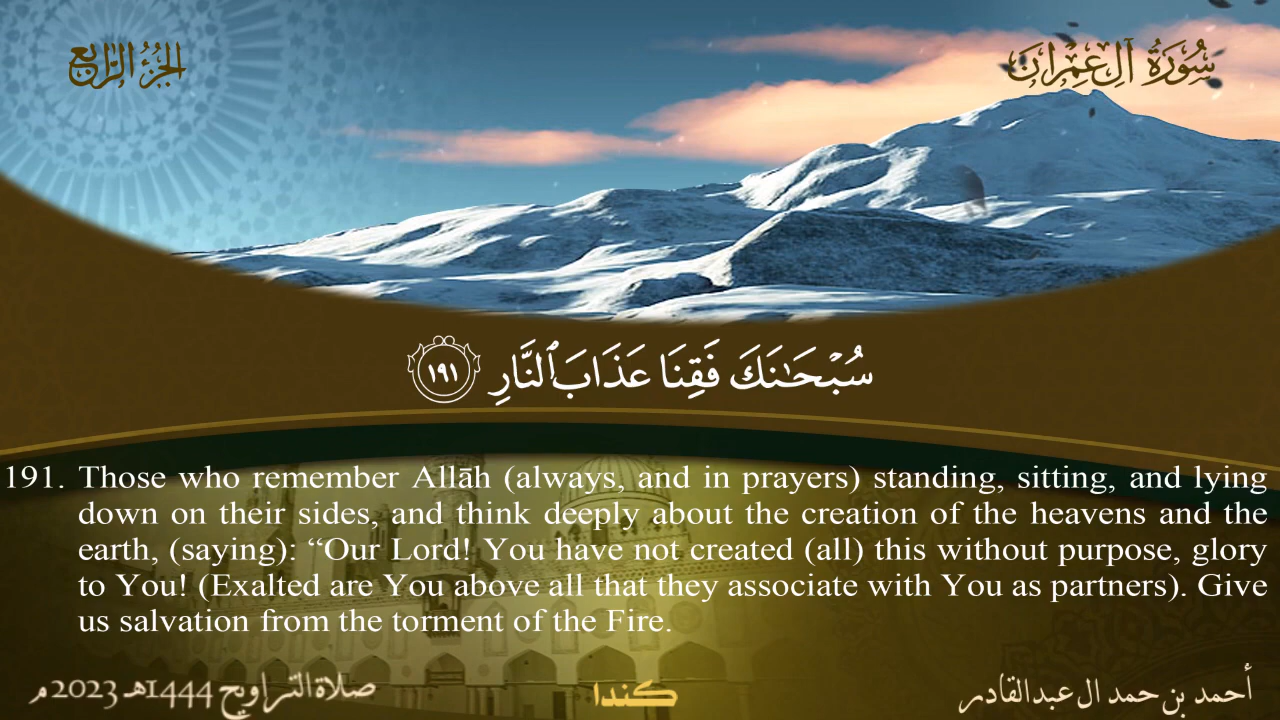 سُورَةُ آلِ عِمْرَان
الجُزْءُ الرَّابِعُ
سُبْحَـٰنَكَ فَقِنَا عَذَابَ ٱلنَّارِ ١٩١
191. Those who remember Allāh (always, and in prayers) standing, sitting, and lying
down on their sides, and think deeply about the creation of the heavens and the
earth, (saying): “Our Lord! You have not created (all) this without purpose, glory
to You! (Exalted are You above all that they associate with You as partners). Give
us salvation from the torment of the Fire.
أحمد بن حمد ال عبدالقادر
كندا
صلاة التراويح 1444هـ 2023م